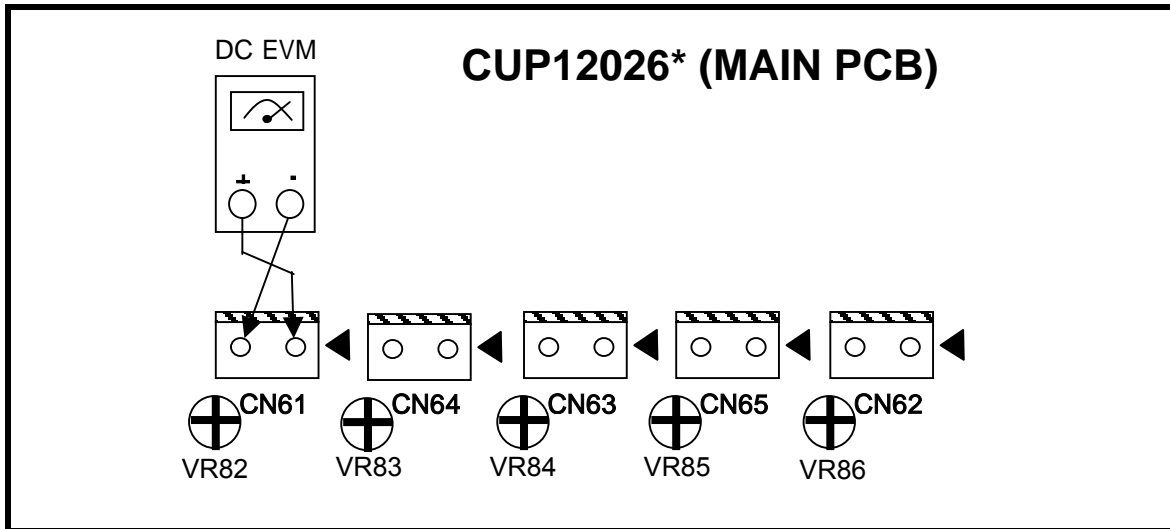 DC EVM
CUP12026* (MAIN PCB)
+ -
CN61 CN64 CN63 CN65 CN62
VR82 VR83 VR84 VR85 VR86